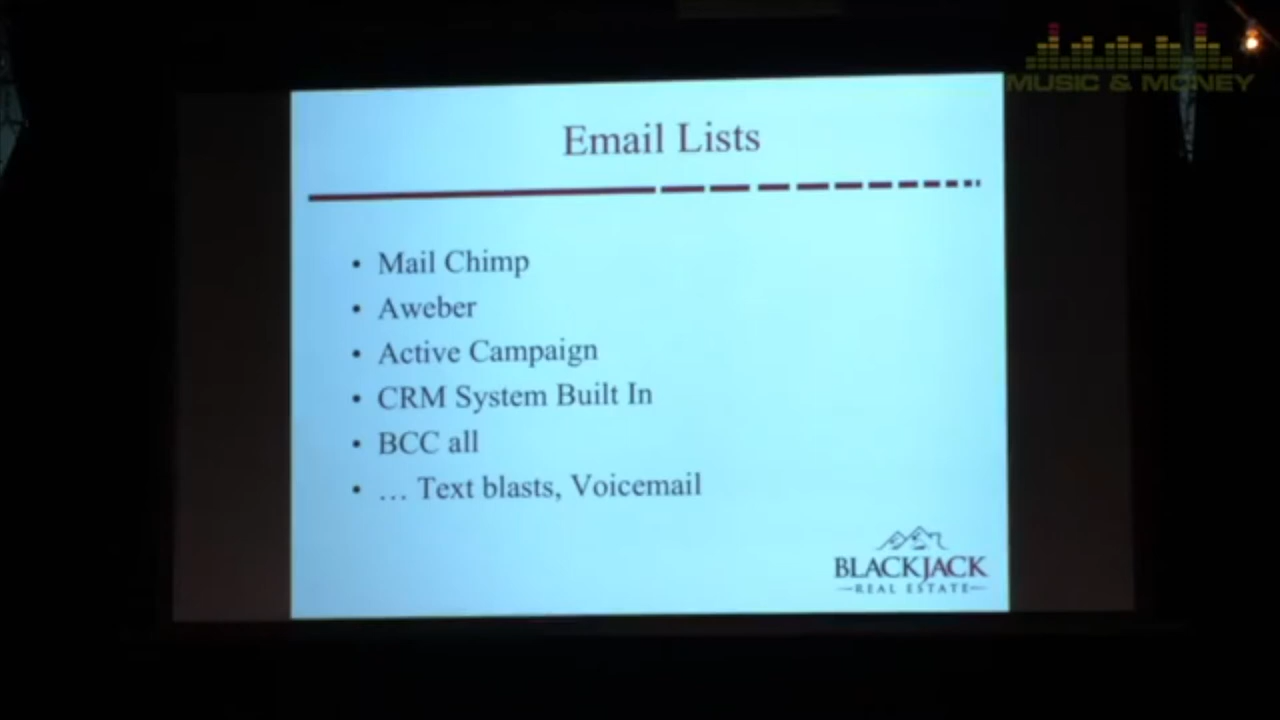 MUSIC & MONEY
Email Lists
• Mail Chimp
• Aweber
• Active Campaign
• CRM System Built In
• BCC all
• … Text blasts, Voicemail
BLACKJACK
REAL ESTATE